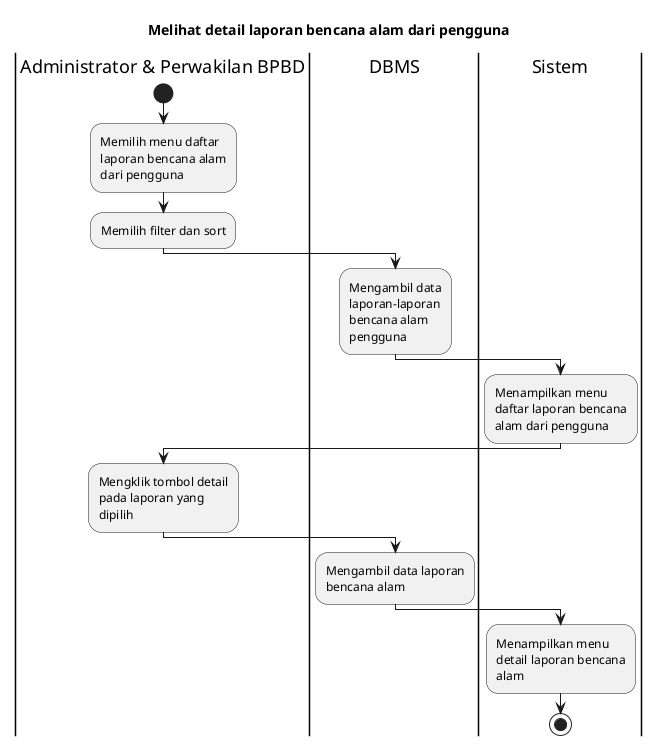 Melihat detail laporan bencana alam dari pengguna
Administrator & Perwakilan BPBD
DBMS
Sistem
Memilih menu daftar
laporan bencana alam
dari pengguna
Memilih filter dan sort
Mengambil data
laporan-laporan
bencana alam
pengguna
Menampilkan menu
daftar laporan bencana
alam dari pengguna
Mengklik tombol detail
pada laporan yang
dipilih
Mengambil data laporan
bencana alam
Menampilkan menu
detail laporan bencana
alam